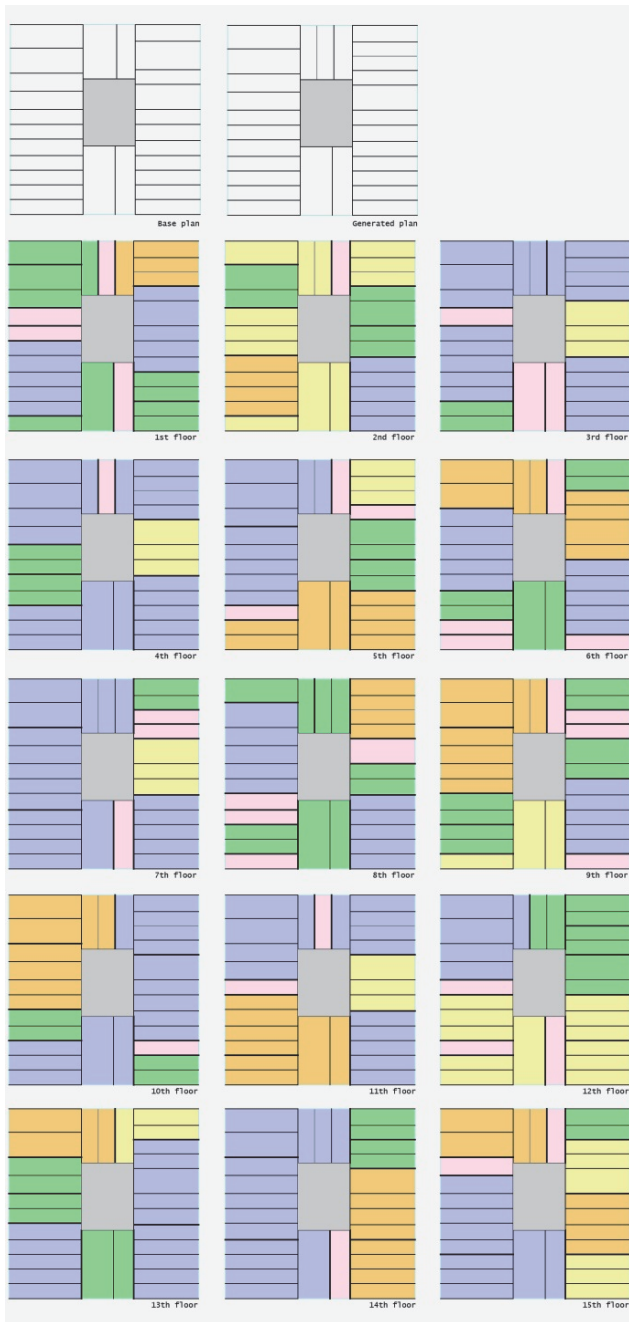 Base plan
Generated plan
1st floor
2nd floor
3rd floor
4th floor
5th floor
6th floor
7th floor
8th floor
9th floor
10th floor
11th floor
12th floor
13th floor
14th floor
15th floor